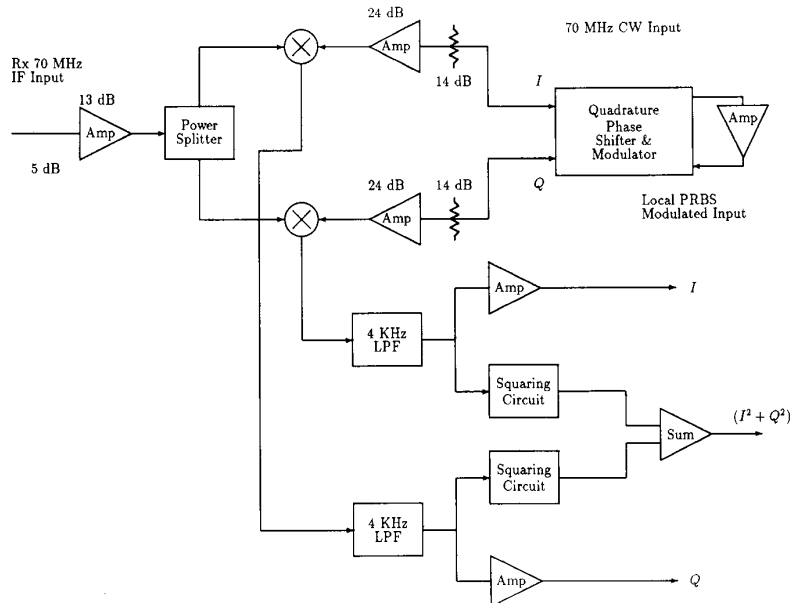 24 dB
Amp
14 dB
70 MHz CW Input
Rx 70 MHz
IF Input
13 dB
Amp
5 dB
Power
Splitter
I
Q
Quadrature
Phase
Shifter &
Modulator
Amp
24 dB
Amp
14 dB
Local PRBS
Modulated Input
Amp
I
4 KHz
LPF
Squaring
Circuit
Sum
(I² + Q²)
Squaring
Circuit
4 KHz
LPF
Amp
Q